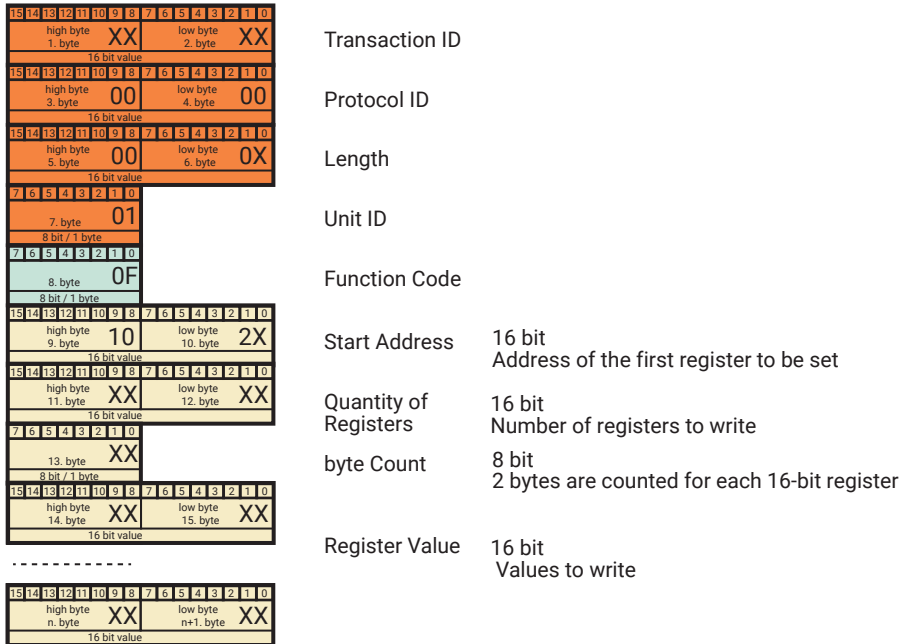 15 14 13 12 11 10 9 8 7 6 5 4 3 2 1 0
high byte 1. byte XX low byte 2. byte XX
16 bit value
Transaction ID
15 14 13 12 11 10 9 8 7 6 5 4 3 2 1 0
high byte 3. byte 00 low byte 4. byte 00
16 bit value
Protocol ID
15 14 13 12 11 10 9 8 7 6 5 4 3 2 1 0
high byte 5. byte 00 low byte 6. byte 0X
16 bit value
Length
7 6 5 4 3 2 1 0
7. byte 01
8 bit / 1 byte
Unit ID
7 6 5 4 3 2 1 0
8. byte 0F
8 bit / 1 byte
Function Code
15 14 13 12 11 10 9 8 7 6 5 4 3 2 1 0
high byte 9. byte 10 low byte 10. byte 2X
16 bit value
Start Address
16 bit
Address of the first register to be set
15 14 13 12 11 10 9 8 7 6 5 4 3 2 1 0
high byte 11. byte XX low byte 12. byte XX
16 bit value
Quantity of
Registers
16 bit
Number of registers to write
7 6 5 4 3 2 1 0
13. byte XX
8 bit / 1 byte
byte Count
8 bit
2 bytes are counted for each 16-bit register
15 14 13 12 11 10 9 8 7 6 5 4 3 2 1 0
high byte 14. byte XX low byte 15. byte XX
16 bit value
Register Value
16 bit
Values to write
15 14 13 12 11 10 9 8 7 6 5 4 3 2 1 0
high byte n. byte XX low byte n+1. byte XX
16 bit value